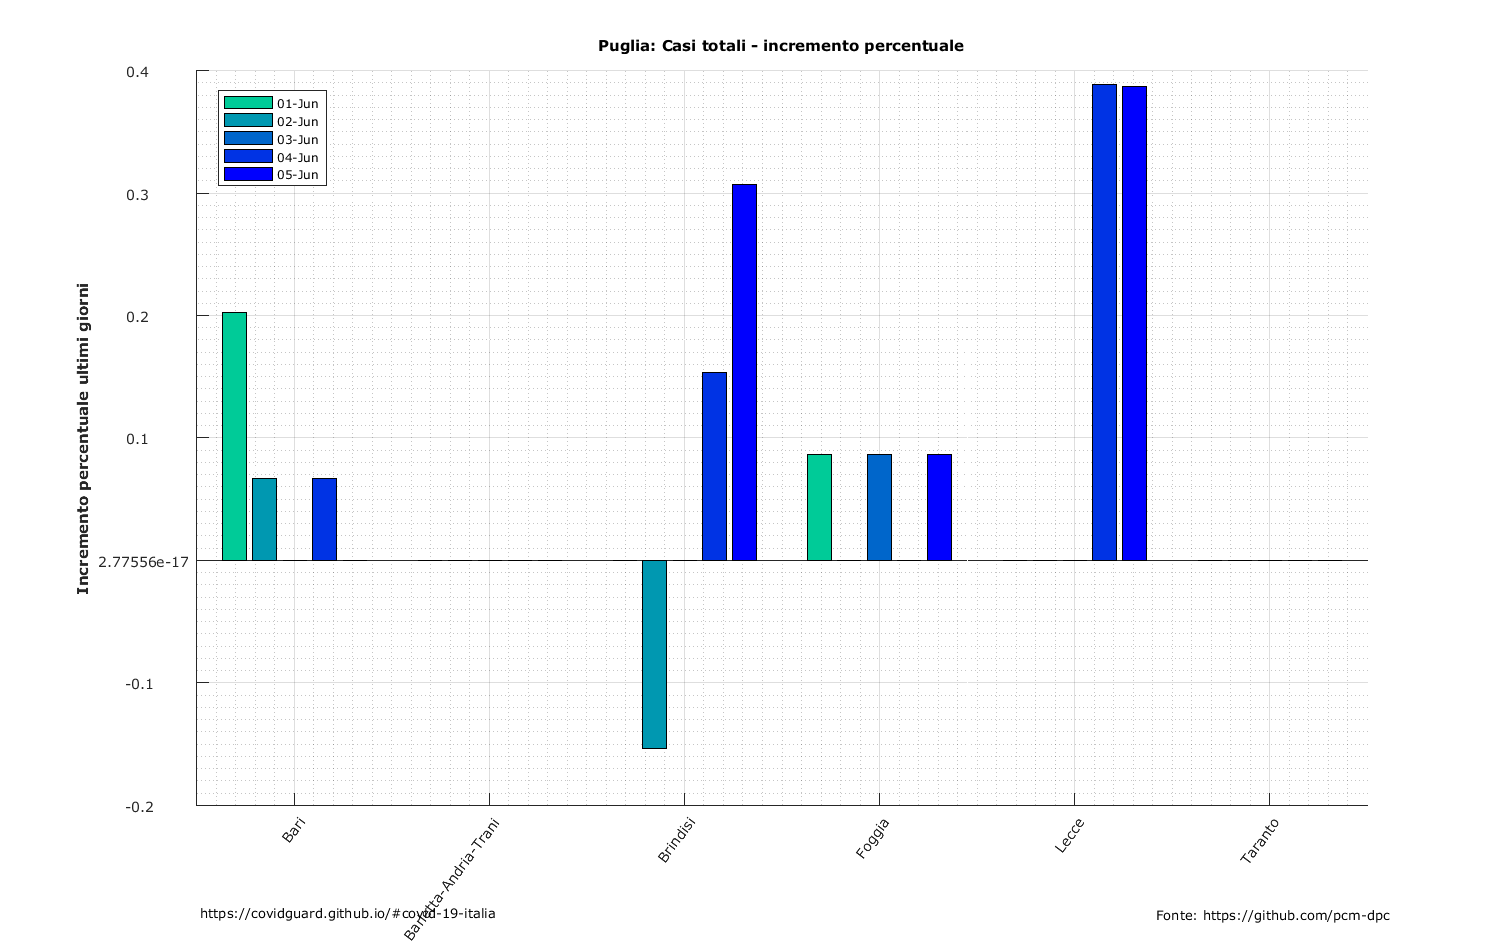 Puglia: Casi totali - incremento percentuale
0.4
0.3
0.2
0.1
2.77556e-17
-0.1
-0.2
Incremento percentuale ultimi giorni
01-Jun
02-Jun
03-Jun
04-Jun
05-Jun
Bari
Barletta-Andria-Trani
Brindisi
Foggia
Lecce
Taranto
https://covidguard.github.io/#covid-19-italia
Fonte: https://github.com/pcm-dpc